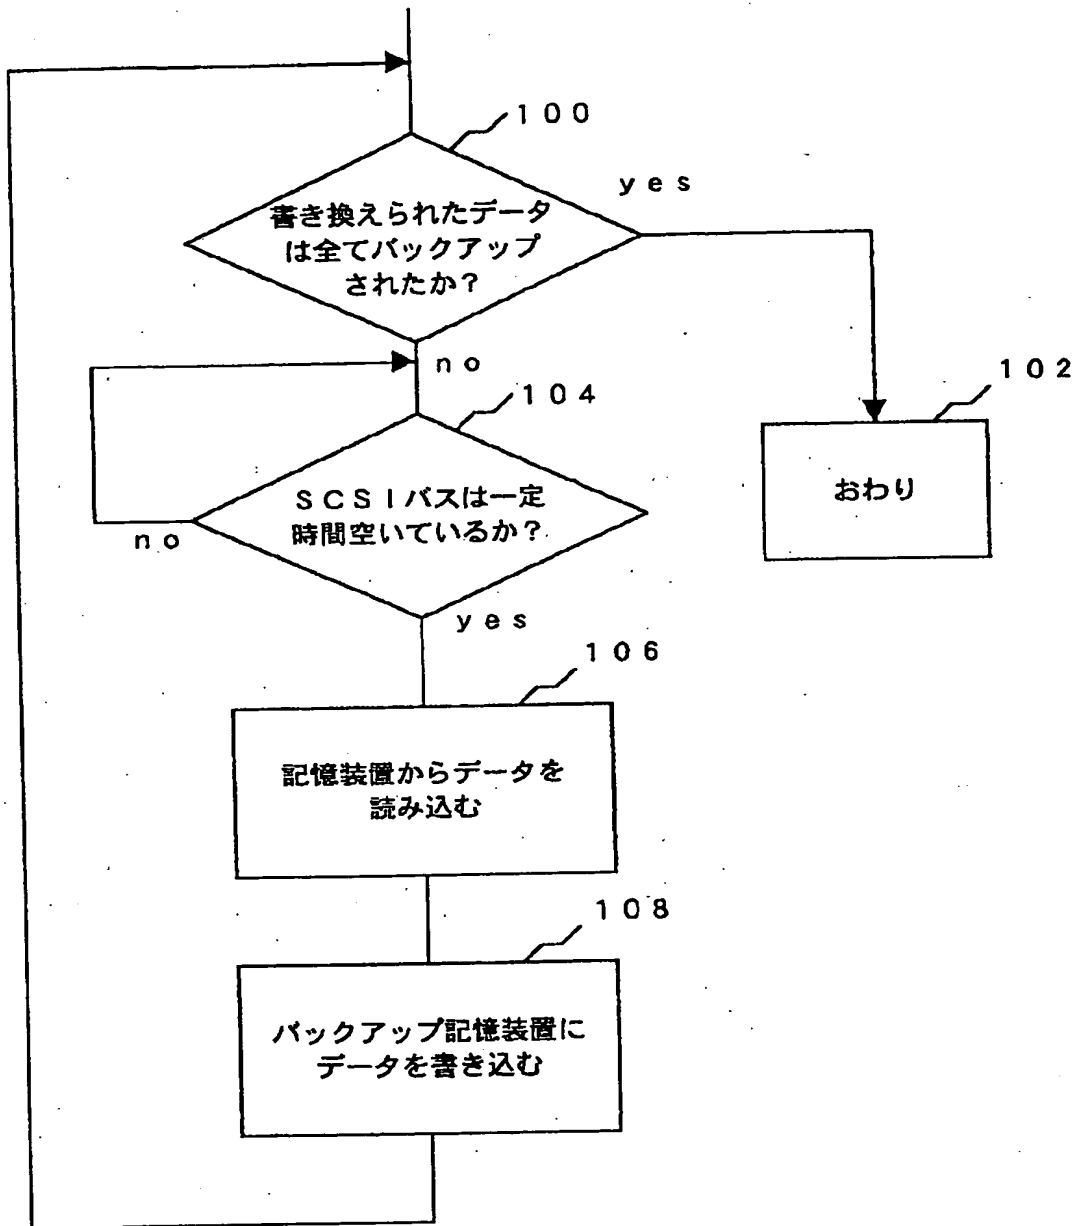 100
yes
書き換えられたデータ
は全てバックアップ
されたか？
no
104
102
SCSIバスは一定
時間空いているか？
おわり
no
yes
106
記憶装置からデータを
読み込む
108
バックアップ記憶装置に
データを書き込む